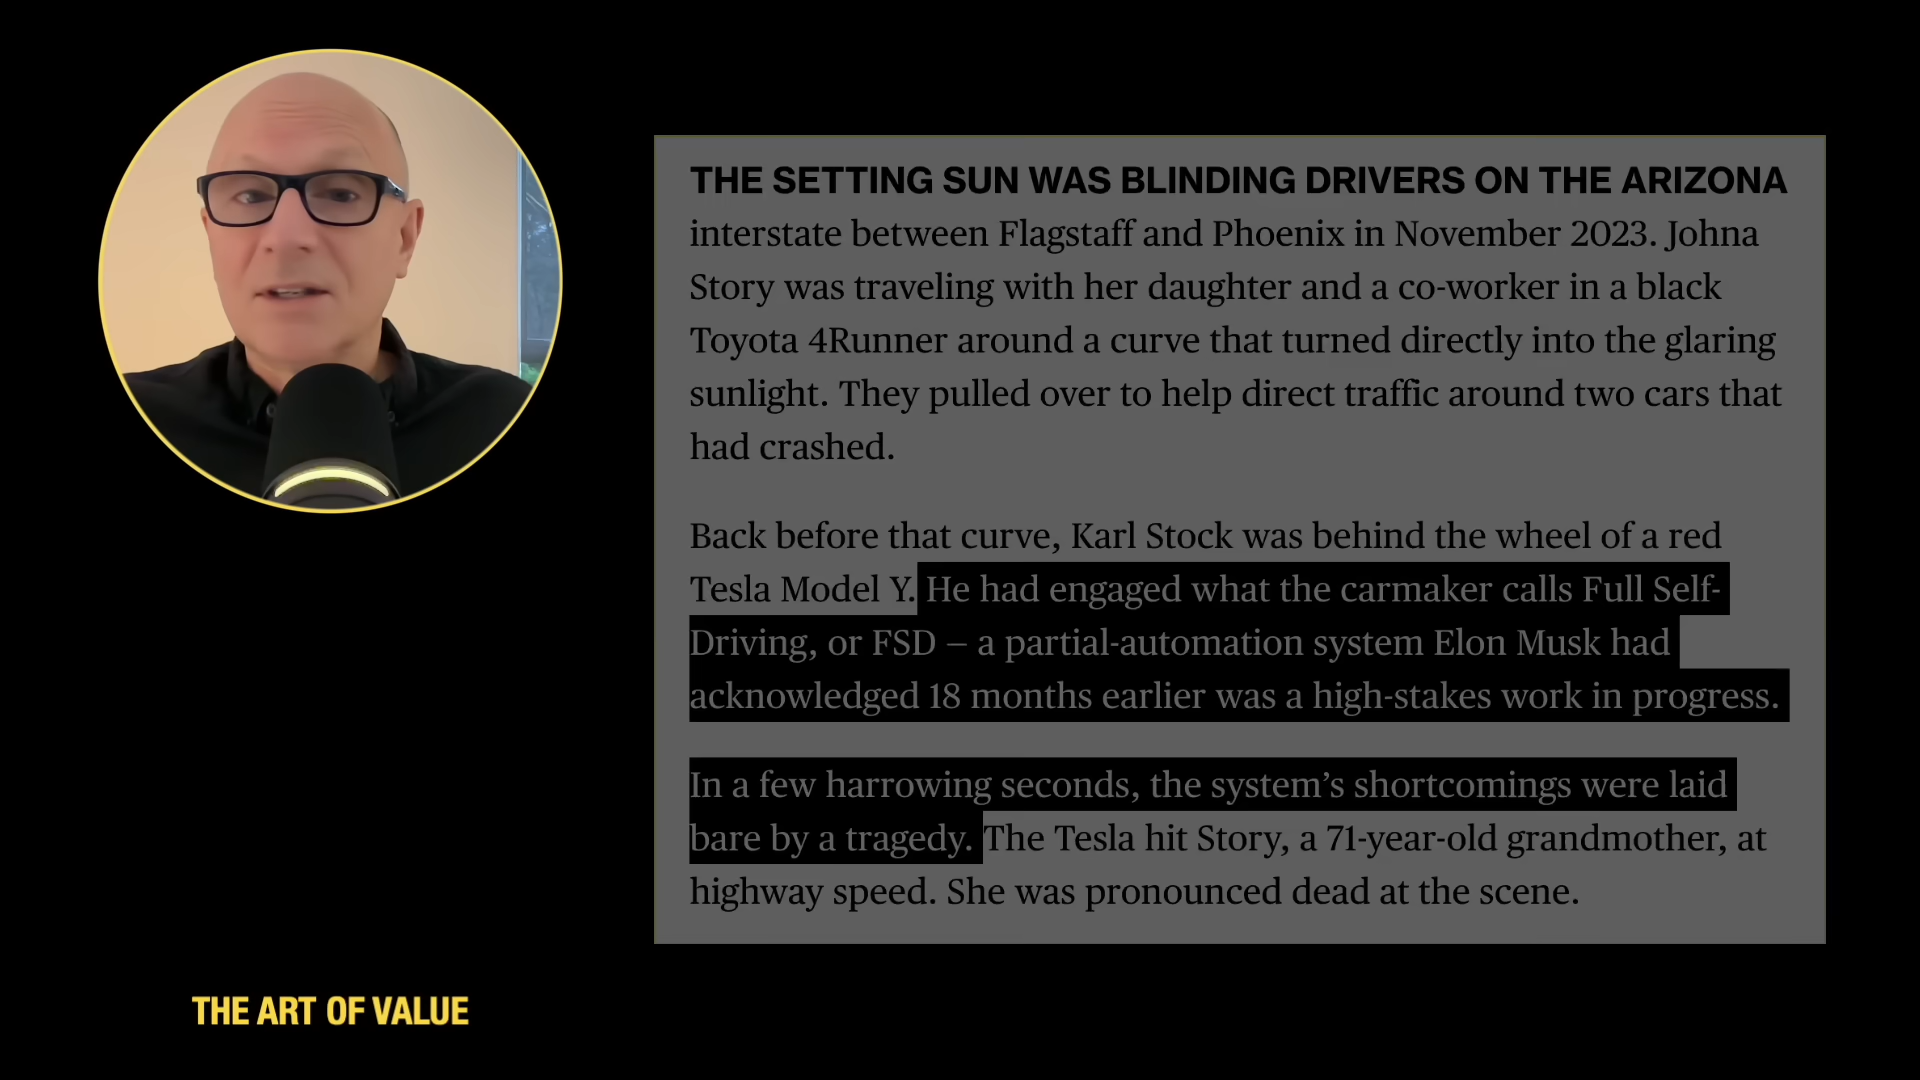 THE SETTING SUN WAS BLINDING DRIVERS ON THE ARIZONA
interstate between Flagstaff and Phoenix in November 2023. Johna
Story was traveling with her daughter and a co-worker in a black
Toyota 4Runner around a curve that turned directly into the glaring
sunlight. They pulled over to help direct traffic around two cars that
had crashed.
Back before that curve, Karl Stock was behind the wheel of a red
Tesla Model Y. He had engaged what the carmaker calls Full Self-
Driving, or FSD — a partial-automation system Elon Musk had
acknowledged 18 months earlier was a high-stakes work in progress.
In a few harrowing seconds, the system’s shortcomings were laid
bare by a tragedy. The Tesla hit Story, a 71-year-old grandmother, at
highway speed. She was pronounced dead at the scene.
THE ART OF VALUE